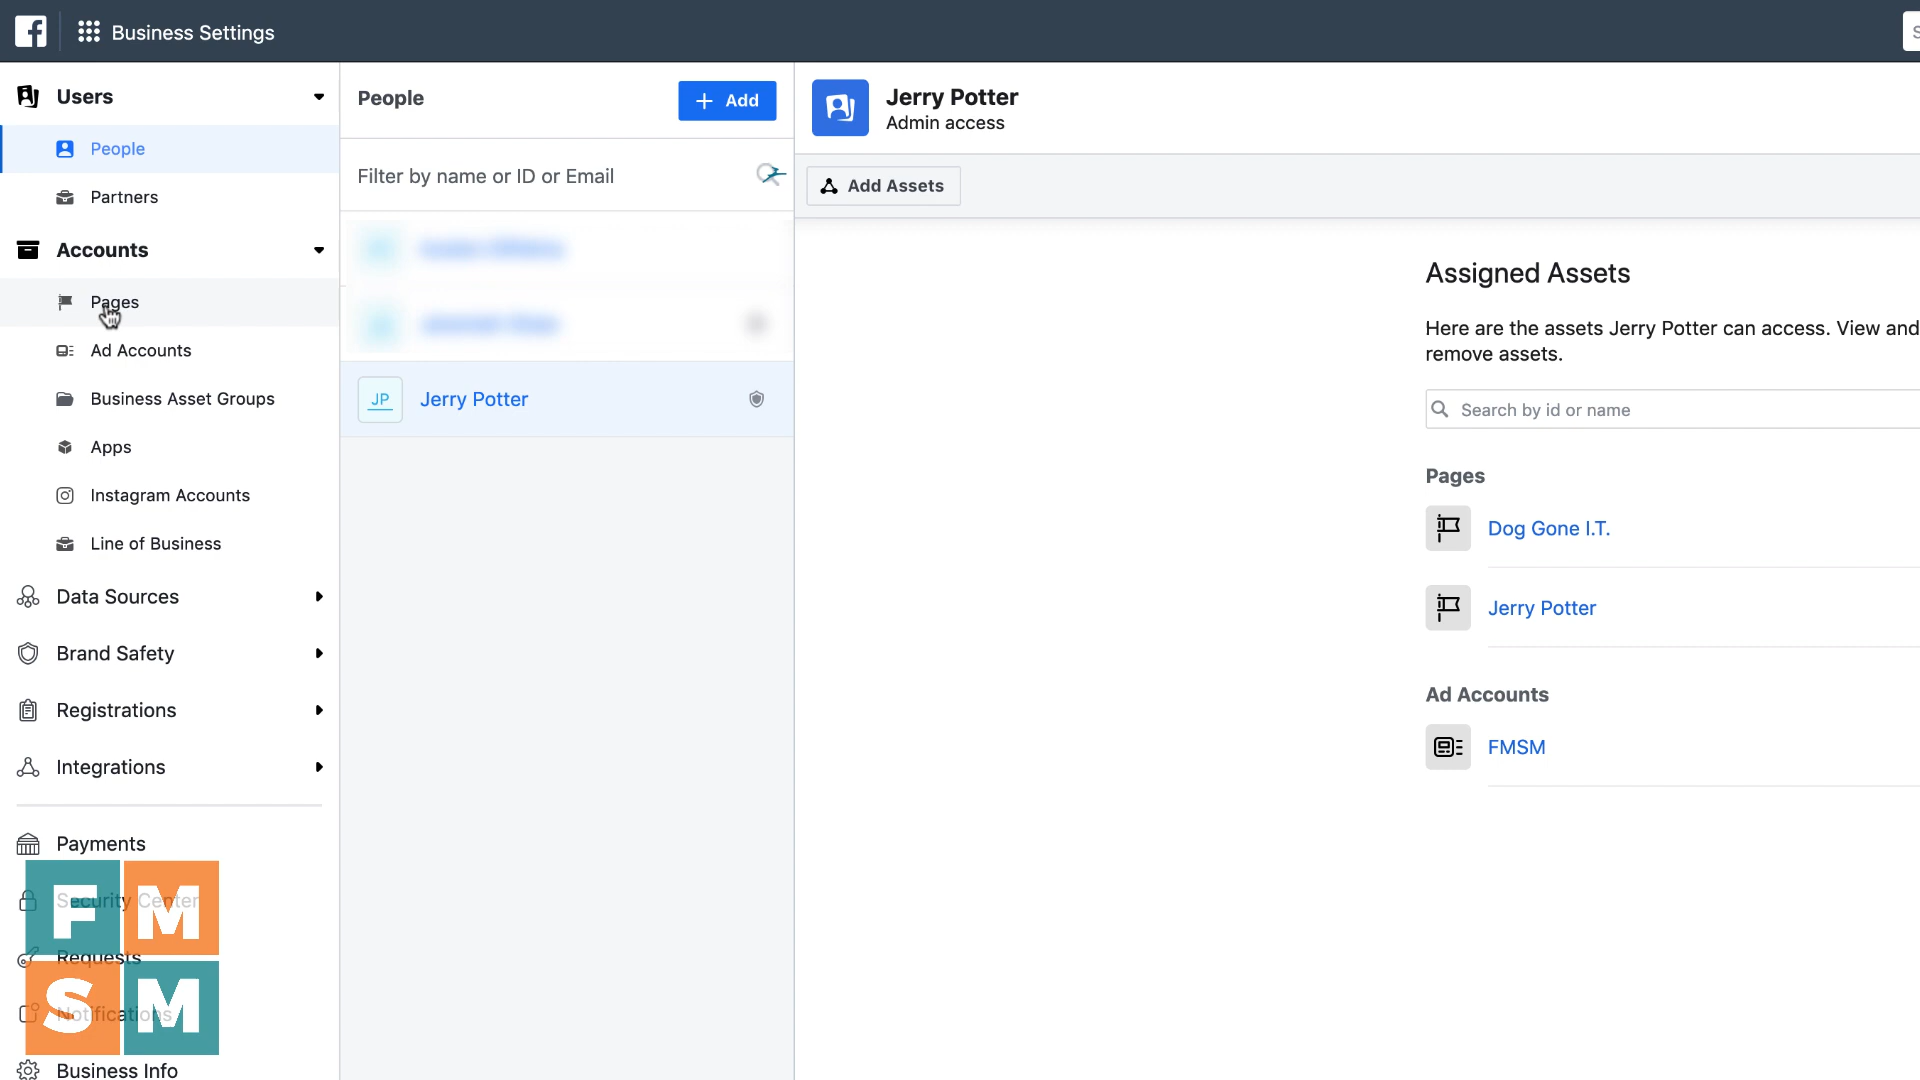 Business Settings
S
Users
People
Partners
Accounts
Pages
Ad Accounts
Business Asset Groups
Apps
Instagram Accounts
Line of Business
Data Sources
Brand Safety
Registrations
Integrations
Payments
Security Center
Requests
Notifications
Business Info
F M
S M
People
+ Add
Filter by name or ID or Email
JP
Jerry Potter
Jerry Potter
Admin access
Add Assets
Assigned Assets
Here are the assets Jerry Potter can access. View and
remove assets.
Search by id or name
Pages
Dog Gone I.T.
Jerry Potter
Ad Accounts
FMSM